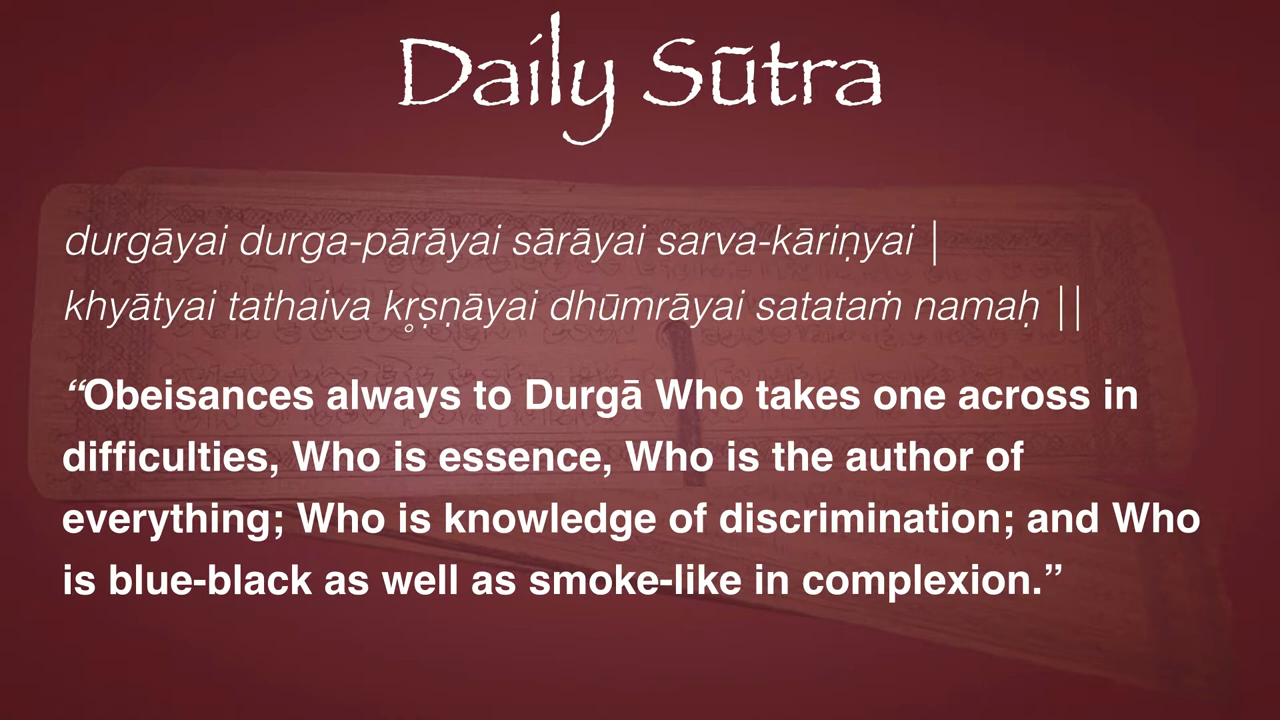 Daily Sūtra
durgāyai durga-pārāyai sārāyai sarva-kāriṇyai |
khyātyai tathaiva kr̥ṣṇāyai dhūmrāyai satataṁ namaḥ ||
“Obeisances always to Durgā Who takes one across in
difficulties, Who is essence, Who is the author of
everything; Who is knowledge of discrimination; and Who
is blue-black as well as smoke-like in complexion.”